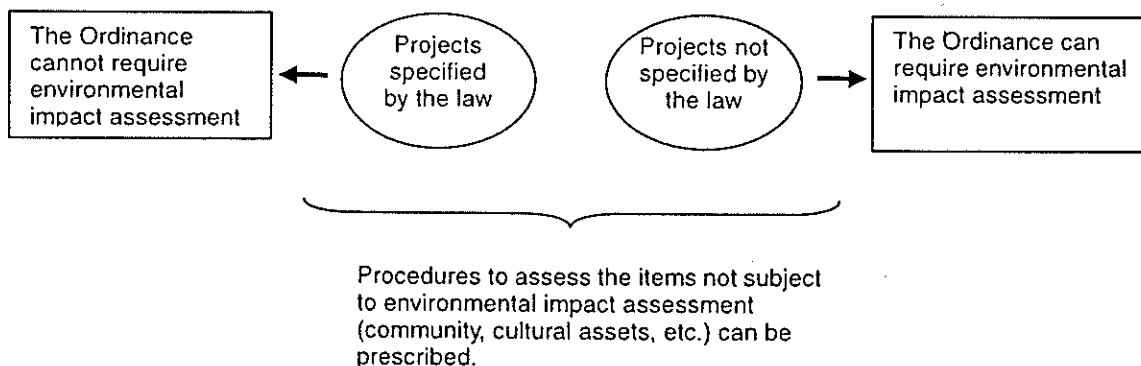 The Ordinance
cannot require
environmental
impact assessment
Projects
specified
by the law
Projects not
specified by
the law
The Ordinance can
require environmental
impact assessment
Procedures to assess the items not subject
to environmental impact assessment
(community, cultural assets, etc.) can be
prescribed.